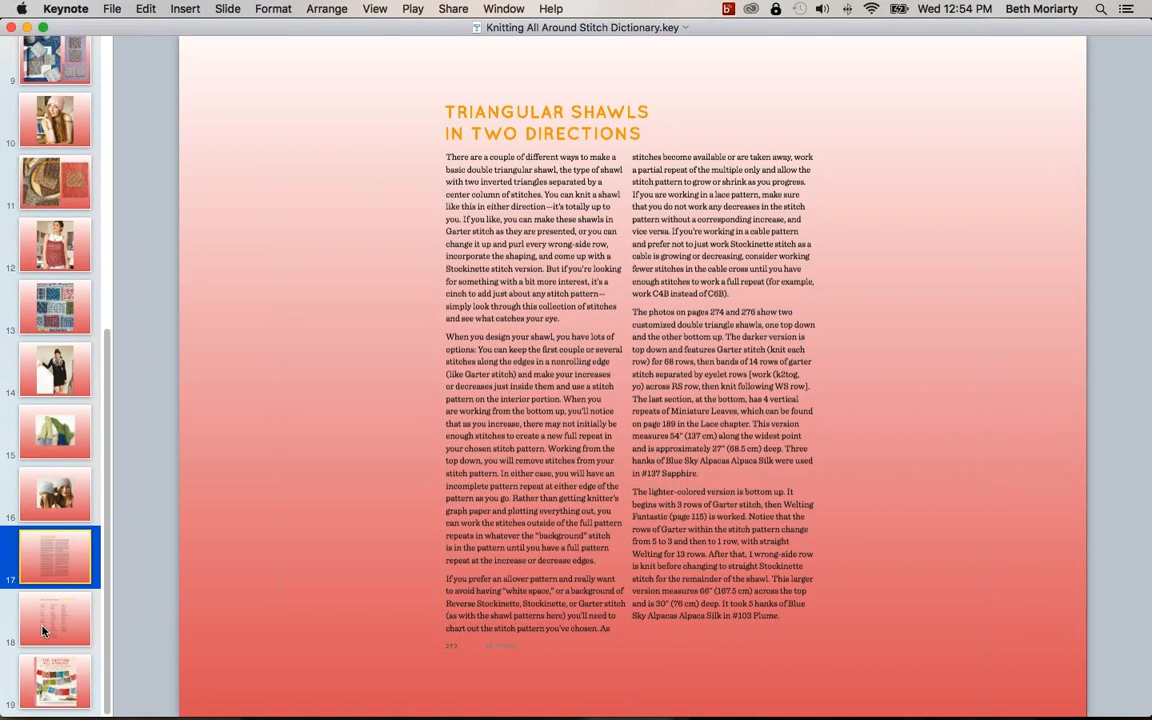 Keynote File Edit Insert Slide Format Arrange View Play Share Window Help Wed 12:54 PM Beth Moriarty
Knitting All Around Stitch Dictionary.key
9
10
11
12
13
14
15
16
17
18
19
TRIANGULAR SHAWLS
IN TWO DIRECTIONS
There are a couple of different ways to make a
basic double triangular shawl, the type of shawl
with two inverted triangles separated by a
center column of stitches. You can knit a shawl
like this in either direction—it's totally up to
you. If you like, you can make these shawls in
Garter stitch as they are presented, or you can
change it up and purl every wrong-side row,
incorporate the shaping, and come up with a
Stockinette stitch version. But if you're looking
for something with a bit more interest, it's a
cinch to add just about any stitch pattern—
simply look through this collection of stitches
and see what catches your eye.
When you design your shawl, you have lots of
options: You can keep the first couple or several
stitches along the edges in a nonrolling edge
(like Garter stitch) and make your increases
or decreases just inside them and use a stitch
pattern on the interior portion. When you
are working from the bottom up, you'll notice
that as you increase, there may not initially be
enough stitches to create a new full repeat in
your chosen stitch pattern. Working from the
top down, you will remove stitches from your
stitch pattern. In either case, you will have an
incomplete pattern repeat at either edge of the
pattern as you go. Rather than getting knitter's
graph paper and plotting everything out, you
can work the stitches outside of the full pattern
repeats in whatever the "background" stitch
is in the pattern until you have a full pattern
repeat at the increase or decrease edges.
If you prefer an allover pattern and really want
to avoid having "white space," or a background of
Reverse Stockinette, Stockinette, or Garter stitch
(as with the shawl patterns here) you'll need to
chart out the stitch pattern you've chosen. As
stitches become available or are taken away, work
a partial repeat of the multiple only and allow the
stitch pattern to grow or shrink as you progress.
If you are working in a lace pattern, make sure
that you do not work any decreases in the stitch
pattern without a corresponding increase, and
vice versa. If you're working in a cable pattern
and prefer not to just work Stockinette stitch as a
cable is growing or decreasing, consider working
fewer stitches in the cable cross until you have
enough stitches to work a full repeat (for example,
work C4B instead of C6B).
The photos on pages 274 and 276 show two
customized double triangle shawls, one top down
and the other bottom up. The darker version is
top down and features Garter stitch (knit each
row) for 68 rows, then bands of 14 rows of garter
stitch separated by eyelet rows [work (k2tog,
yo) across RS row, then knit following WS row].
The last section, at the bottom, has 4 vertical
repeats of Miniature Leaves, which can be found
on page 189 in the Lace chapter. This version
measures 54" (137 cm) along the widest point
and is approximately 27" (68.5 cm) deep. Three
hanks of Blue Sky Alpacas Alpaca Silk were used
in #137 Sapphire.
The lighter-colored version is bottom up. It
begins with 3 rows of Garter stitch, then Welting
Fantastic (page 115) is worked. Notice that the
rows of Garter within the stitch pattern change
from 5 to 3 and then to 1 row, with straight
Welting for 13 rows. After that, 1 wrong-side row
is knit before changing to straight Stockinette
stitch for the remainder of the shawl. This larger
version measures 66" (167.5 cm) across the top
and is 30" (76 cm) deep. It took 5 hanks of Blue
Sky Alpacas Alpaca Silk in #103 Plume.